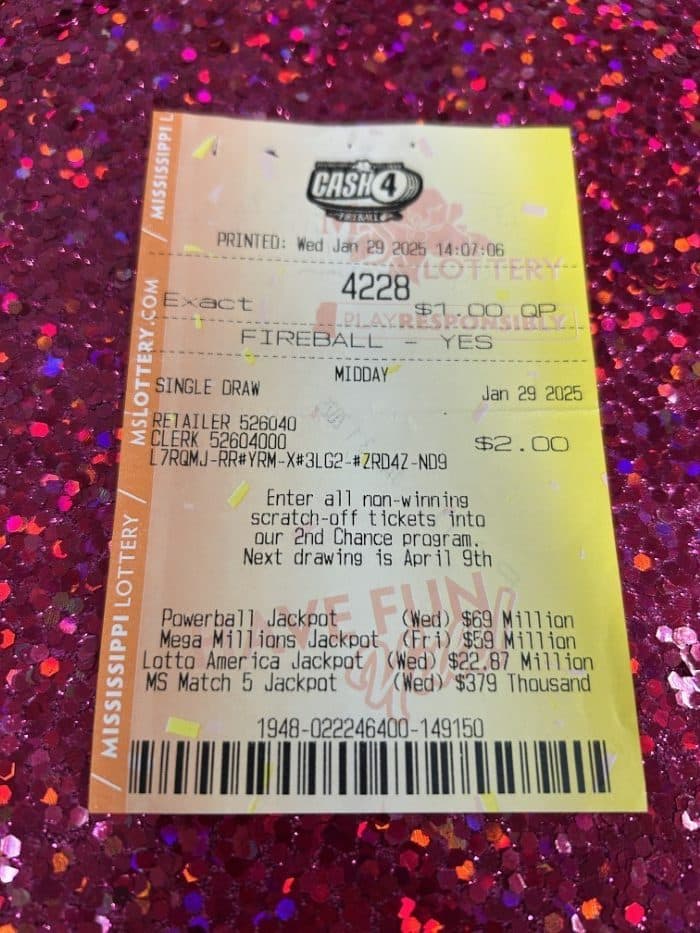 CASH 4
FIREBALL
PRINTED: Wed Jan 29 2025 14:07:06
LOTTERY
4228
Exact $1.00 QP
PLAYRESPONSIBLY
FIREBALL - YES
MIDDAY
SINGLE DRAW Jan 29 2025
RETAILER 526040
CLERK 52604000 $2.00
L7RQMJ-RR#YRM-X#3LG2-#ZRD4Z-ND9
Enter all non-winning
scratch-off tickets into
our 2nd Chance program.
Next drawing is April 9th
HAVE FUN
Y'all!
Powerball Jackpot (Wed) $69 Million
Mega Millions Jackpot (Fri) $59 Million
Lotto America Jackpot (Wed) $22.87 Million
MS Match 5 Jackpot (Wed) $379 Thousand
1948-022246400-149150
/ MISSISSIPPI LOTTERY / MSLOTTERY.COM / MISSISSIPPI L